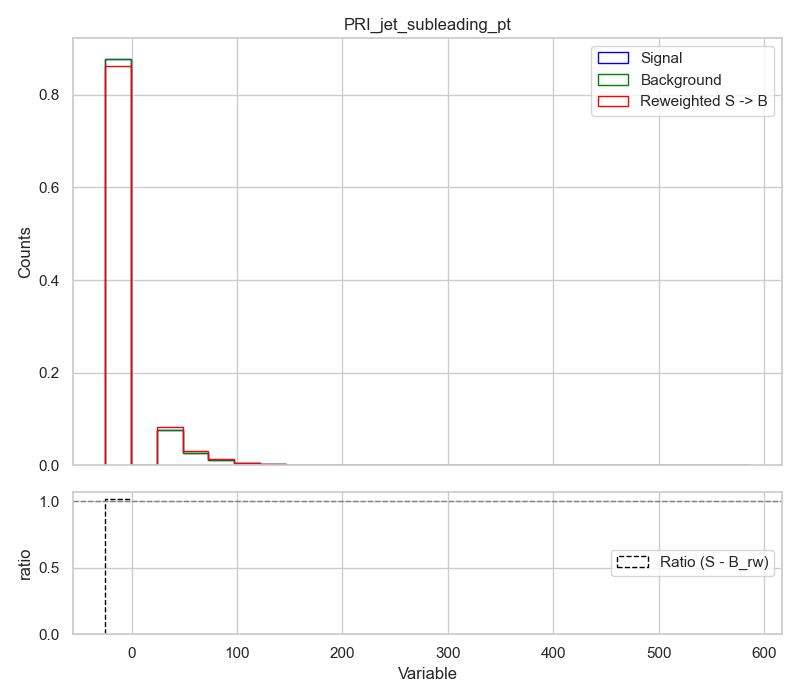 PRI_jet_subleading_pt
Signal
Background
Reweighted S -> B
Counts
0.8
0.6
0.4
0.2
0.0
ratio
1.0
0.5
0.0
Ratio (S - B_rw)
0 100 200 300 400 500 600
Variable